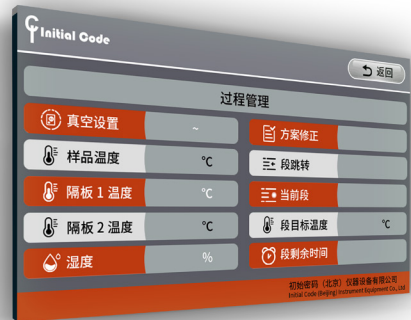 Initial Code
返回
过程管理
真空设置 ~
方案修正
样品温度 ℃
段跳转
隔板 1 温度 ℃
当前段
隔板 2 温度 ℃
段目标温度 ℃
湿度 %
段剩余时间
初始密码（北京）仪器设备有限公司
Initial Code (Beijing) Instrument Equipment Co., Ltd